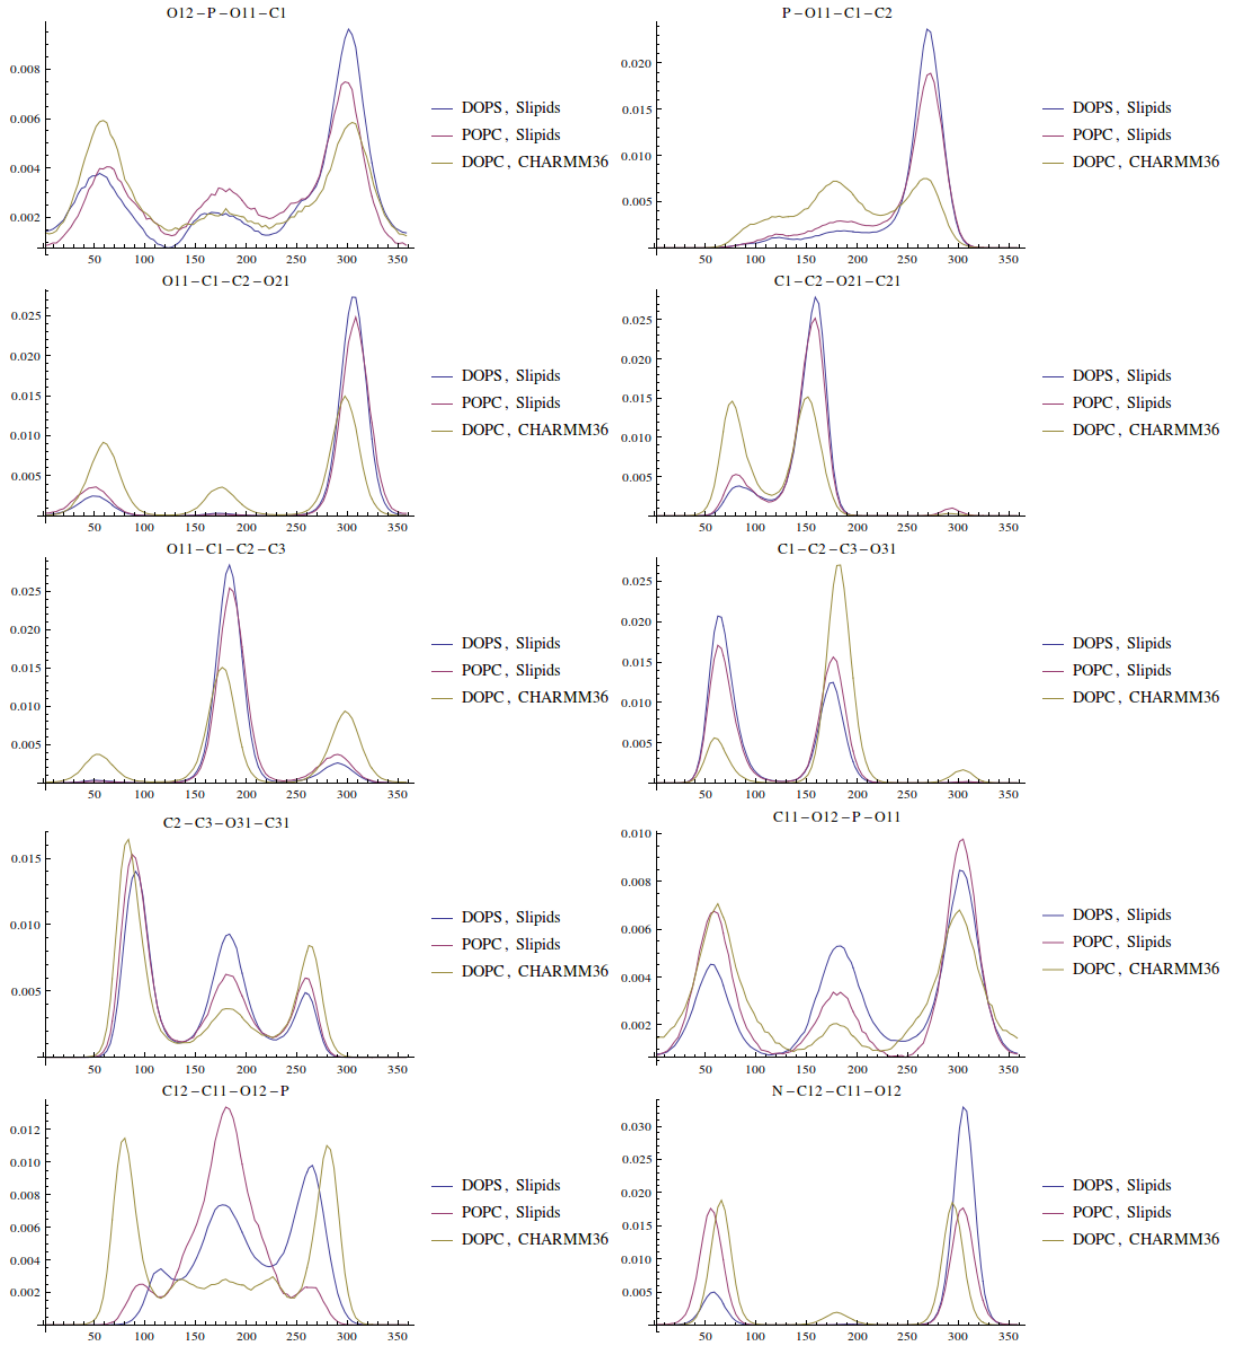 O12-P-O11-C1
0.008
0.006
0.004
0.002
50 100 150 200 250 300 350
DOPS, Slipids
POPC, Slipids
DOPC, CHARMM36
P-O11-C1-C2
0.020
0.015
0.010
0.005
50 100 150 200 250 300 350
DOPS, Slipids
POPC, Slipids
DOPC, CHARMM36
O11-C1-C2-O21
0.025
0.020
0.015
0.010
0.005
50 100 150 200 250 300 350
DOPS, Slipids
POPC, Slipids
DOPC, CHARMM36
C1-C2-O21-C21
0.025
0.020
0.015
0.010
0.005
50 100 150 200 250 300 350
DOPS, Slipids
POPC, Slipids
DOPC, CHARMM36
O11-C1-C2-C3
0.025
0.020
0.015
0.010
0.005
50 100 150 200 250 300 350
DOPS, Slipids
POPC, Slipids
DOPC, CHARMM36
C1-C2-C3-O31
0.025
0.020
0.015
0.010
0.005
50 100 150 200 250 300 350
DOPS, Slipids
POPC, Slipids
DOPC, CHARMM36
C2-C3-O31-C31
0.015
0.010
0.005
50 100 150 200 250 300 350
DOPS, Slipids
POPC, Slipids
DOPC, CHARMM36
C11-O12-P-O11
0.010
0.008
0.006
0.004
0.002
50 100 150 200 250 300 350
DOPS, Slipids
POPC, Slipids
DOPC, CHARMM36
C12-C11-O12-P
0.012
0.010
0.008
0.006
0.004
0.002
50 100 150 200 250 300 350
DOPS, Slipids
POPC, Slipids
DOPC, CHARMM36
N-C12-C11-O12
0.030
0.025
0.020
0.015
0.010
0.005
50 100 150 200 250 300 350
DOPS, Slipids
POPC, Slipids
DOPC, CHARMM36